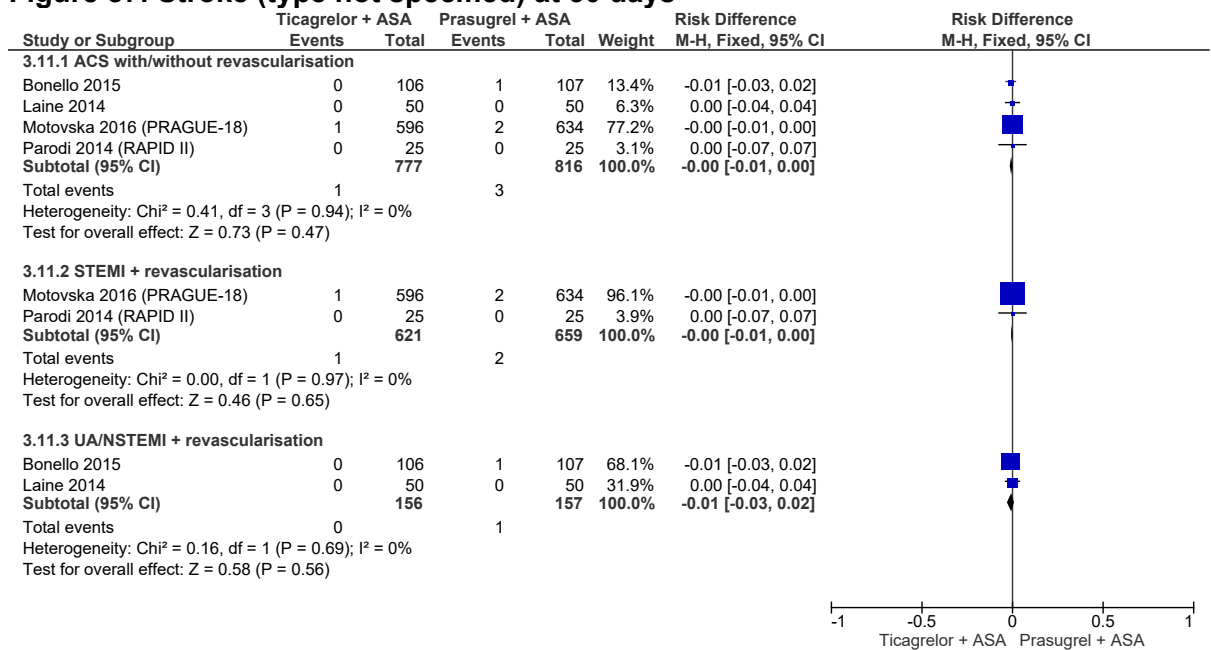 Ticagrelor + ASA Prasugrel + ASA Risk Difference Risk Difference
Study or Subgroup Events Total Events Total Weight M-H, Fixed, 95% CI M-H, Fixed, 95% CI
3.11.1 ACS with/without revascularisation
Bonello 2015 0 106 1 107 13.4% -0.01 [-0.03, 0.02]
Laine 2014 0 50 0 50 6.3% 0.00 [-0.04, 0.04]
Motovska 2016 (PRAGUE-18) 1 596 2 634 77.2% -0.00 [-0.01, 0.00]
Parodi 2014 (RAPID II) 0 25 0 25 3.1% 0.00 [-0.07, 0.07]
Subtotal (95% CI) 777 816 100.0% -0.00 [-0.01, 0.00]
Total events 1 3
Heterogeneity: Chi² = 0.41, df = 3 (P = 0.94); I² = 0%
Test for overall effect: Z = 0.73 (P = 0.47)
3.11.2 STEMI + revascularisation
Motovska 2016 (PRAGUE-18) 1 596 2 634 96.1% -0.00 [-0.01, 0.00]
Parodi 2014 (RAPID II) 0 25 0 25 3.9% 0.00 [-0.07, 0.07]
Subtotal (95% CI) 621 659 100.0% -0.00 [-0.01, 0.00]
Total events 1 2
Heterogeneity: Chi² = 0.00, df = 1 (P = 0.97); I² = 0%
Test for overall effect: Z = 0.46 (P = 0.65)
3.11.3 UA/NSTEMI + revascularisation
Bonello 2015 0 106 1 107 68.1% -0.01 [-0.03, 0.02]
Laine 2014 0 50 0 50 31.9% 0.00 [-0.04, 0.04]
Subtotal (95% CI) 156 157 100.0% -0.01 [-0.03, 0.02]
Total events 0 1
Heterogeneity: Chi² = 0.16, df = 1 (P = 0.69); I² = 0%
Test for overall effect: Z = 0.58 (P = 0.56)
-1 -0.5 0 0.5 1
Ticagrelor + ASA Prasugrel + ASA